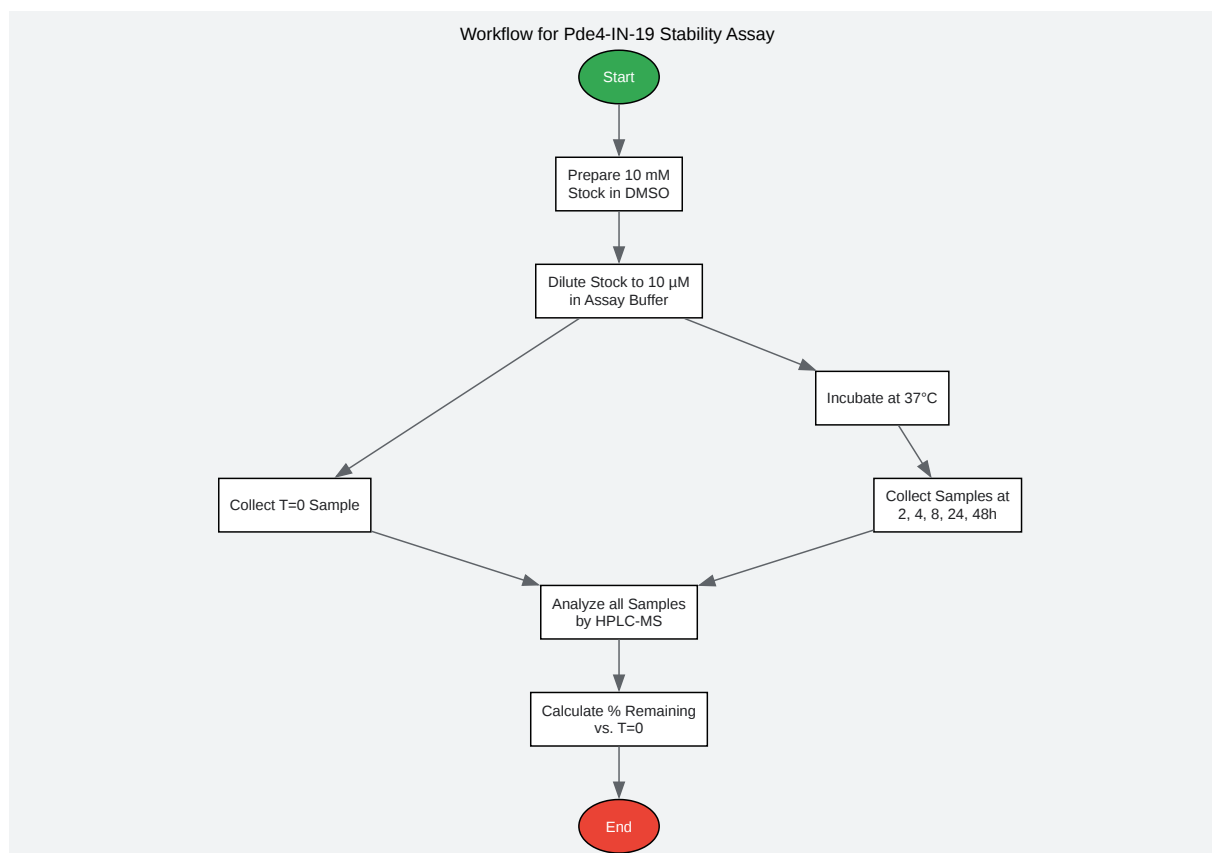 Workflow for Pde4-IN-19 Stability Assay
Start
Prepare 10 mM
Stock in DMSO
Dilute Stock to 10 µM
in Assay Buffer
Incubate at 37°C
Collect T=0 Sample
Collect Samples at
2, 4, 8, 24, 48h
Analyze all Samples
by HPLC-MS
Calculate % Remaining
vs. T=0
End